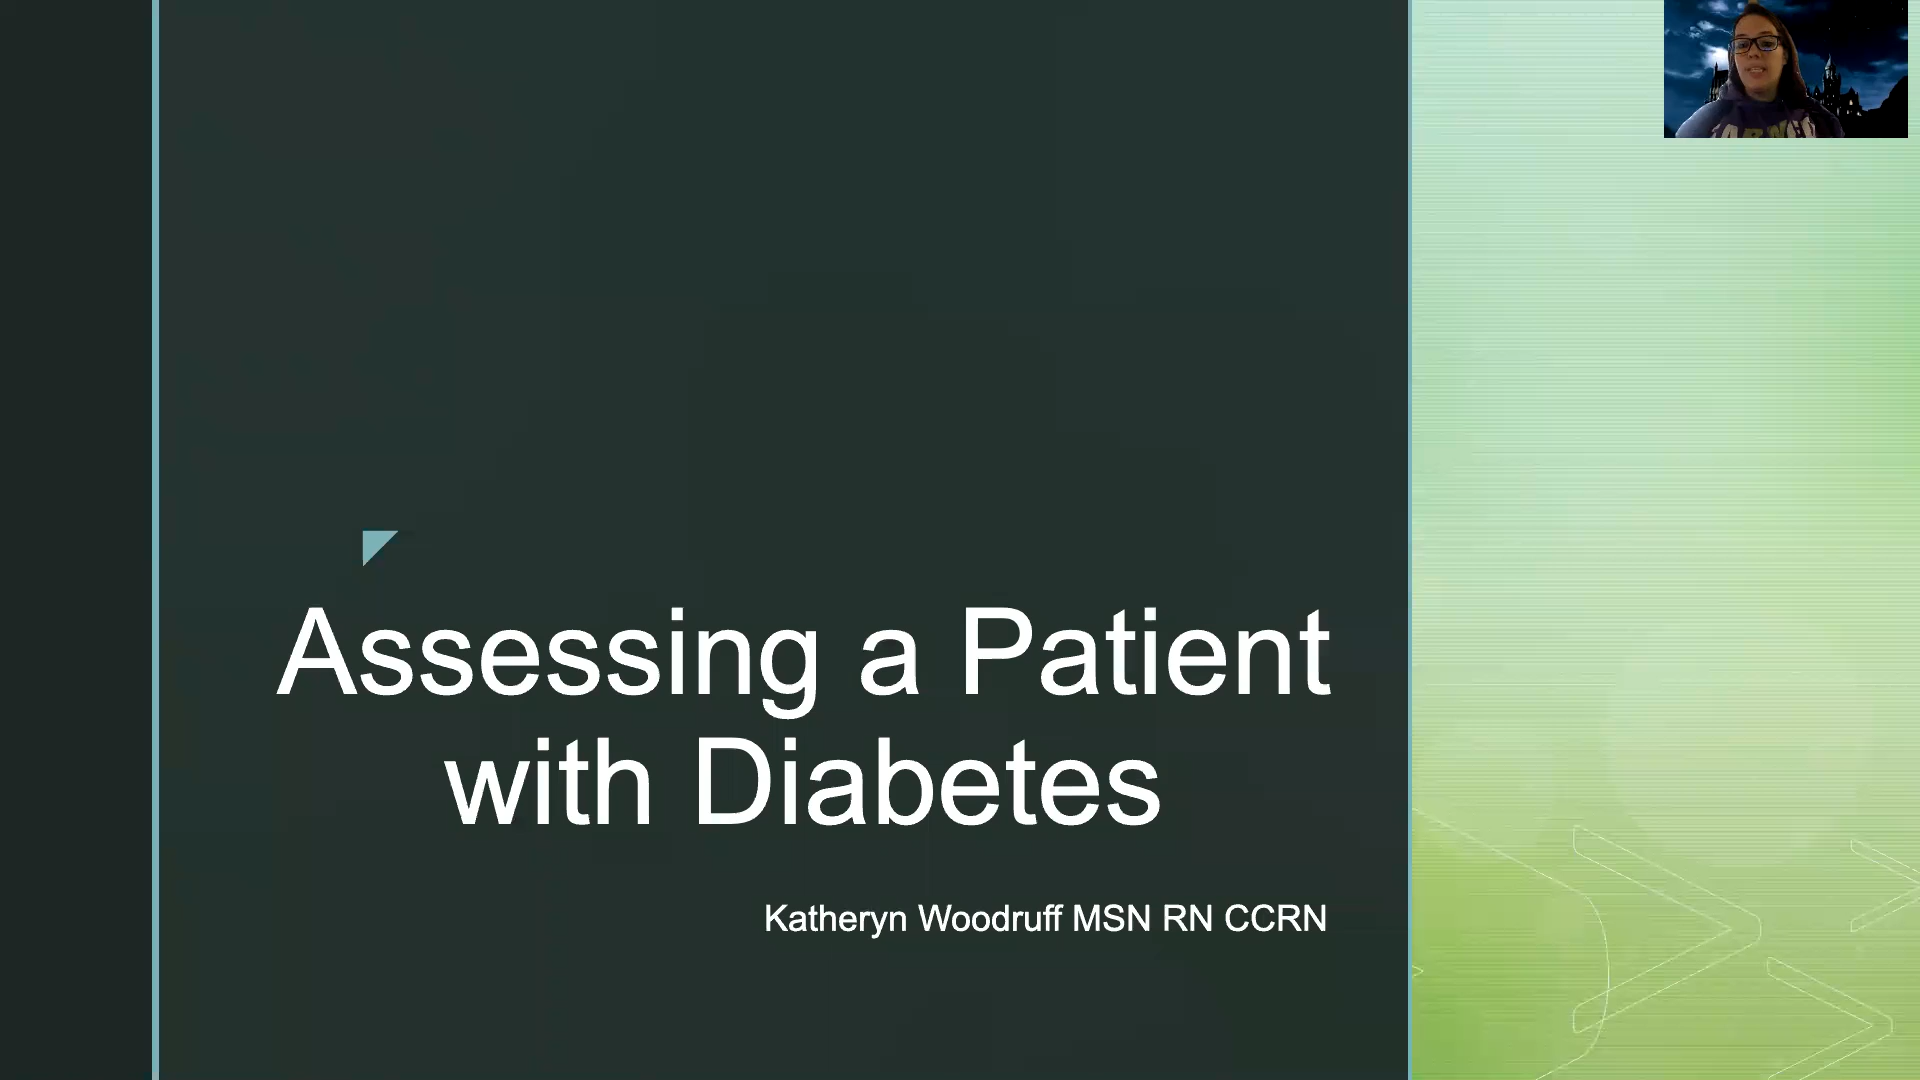 Assessing a Patient
with Diabetes
Katheryn Woodruff MSN RN CCRN